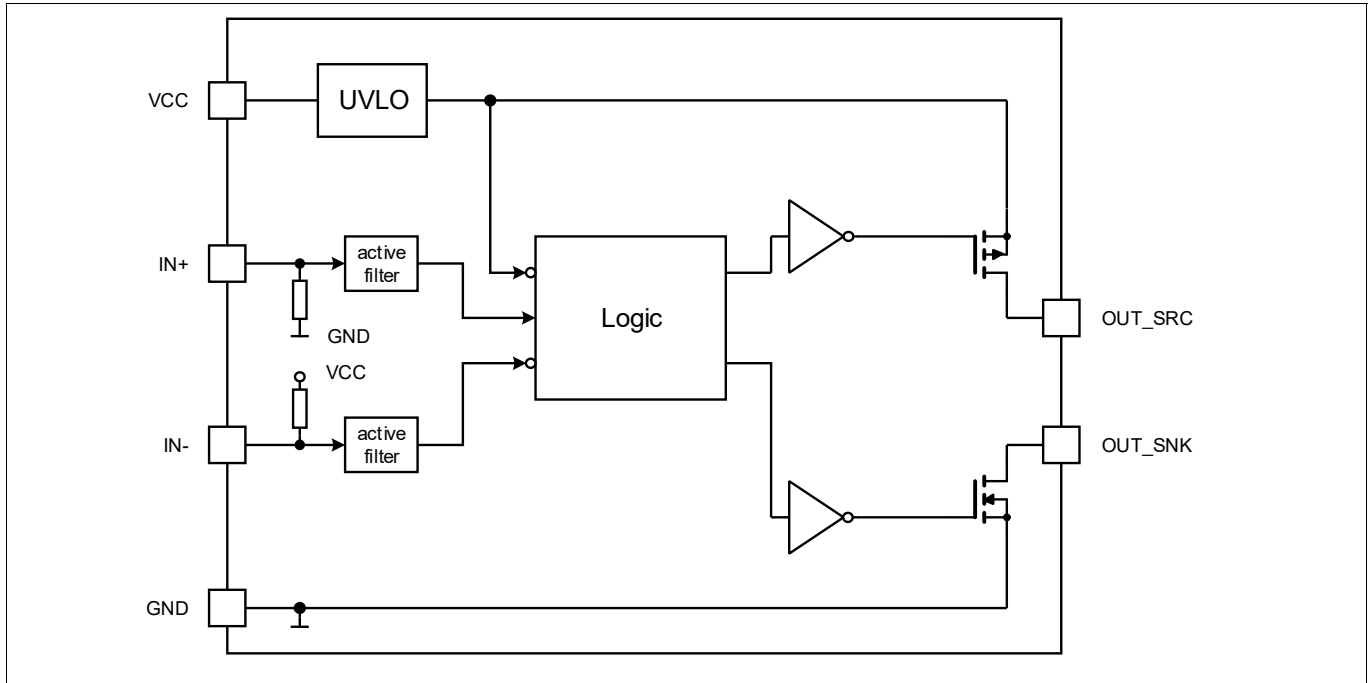 VCC
UVLO
IN+
active
filter
GND
Logic
OUT_SRC
VCC
IN-
active
filter
OUT_SNK
GND